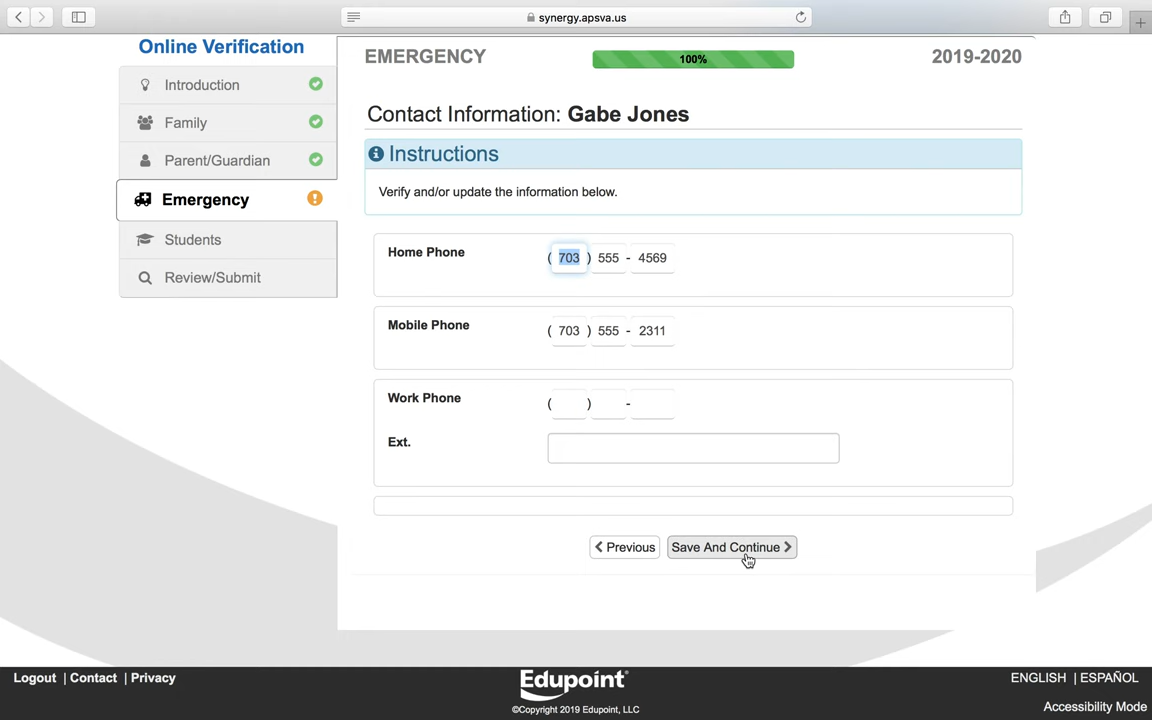 synergy.apsva.us
Online Verification
Introduction
Family
Parent/Guardian
Emergency
Students
Review/Submit
EMERGENCY
100%
2019-2020
Contact Information: Gabe Jones
Instructions
Verify and/or update the information below.
Home Phone ( 703 ) 555 - 4569
Mobile Phone ( 703 ) 555 - 2311
Work Phone ( ) -
Ext.
Previous
Save And Continue
Logout | Contact | Privacy
Edupoint
©Copyright 2019 Edupoint, LLC
ENGLISH | ESPAÑOL
Accessibility Mode